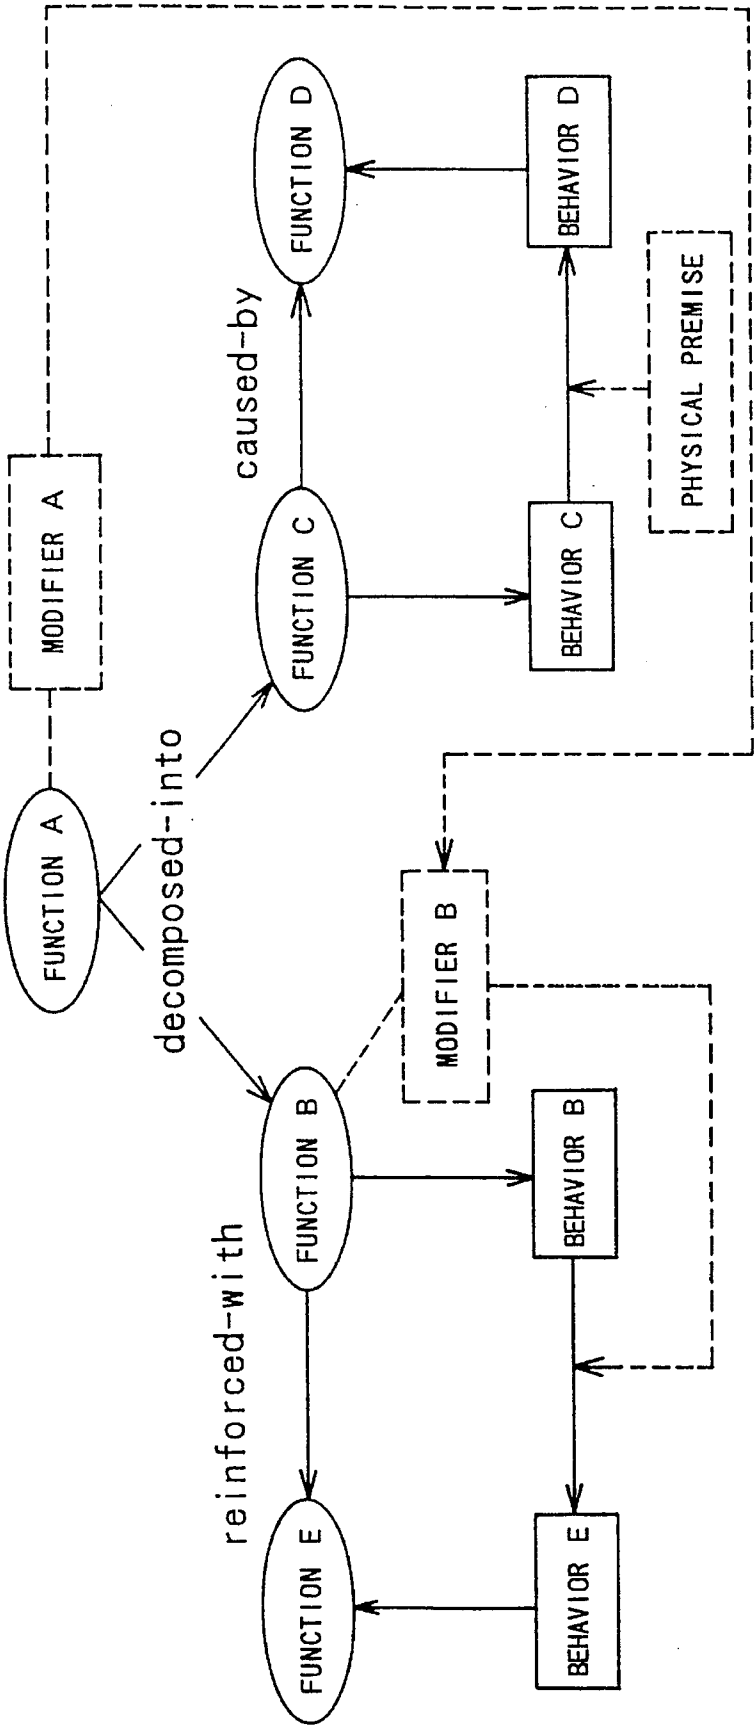 FUNCTION A
MODIFIER A
decomposed-into
reinforced-with
caused-by
FUNCTION E
FUNCTION B
FUNCTION C
FUNCTION D
MODIFIER B
BEHAVIOR E
BEHAVIOR B
BEHAVIOR C
BEHAVIOR D
PHYSICAL PREMISE